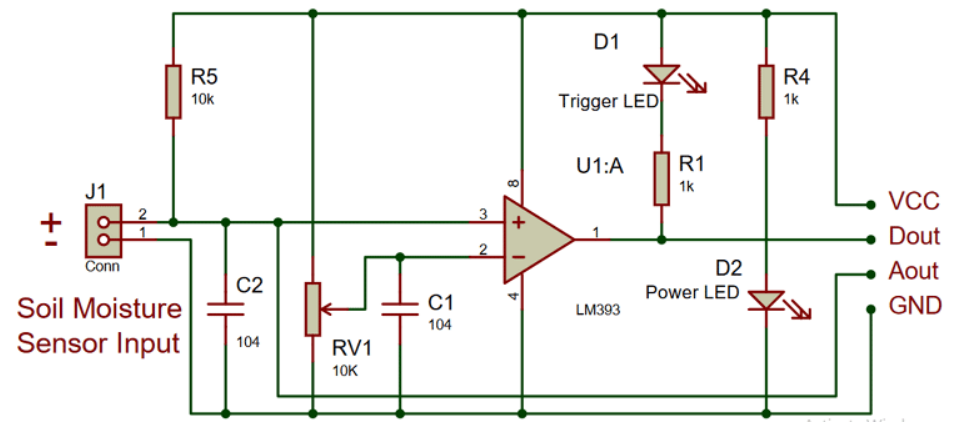 D1
R5
10k
Trigger LED
R4
1k
U1:A
R1
1k
J1
2
1
+
-
Conn
8
3
+
2
-
1
4
VCC
Dout
Aout
GND
D2
Power LED
LM393
C2
104
C1
104
Soil Moisture
Sensor Input
RV1
10K